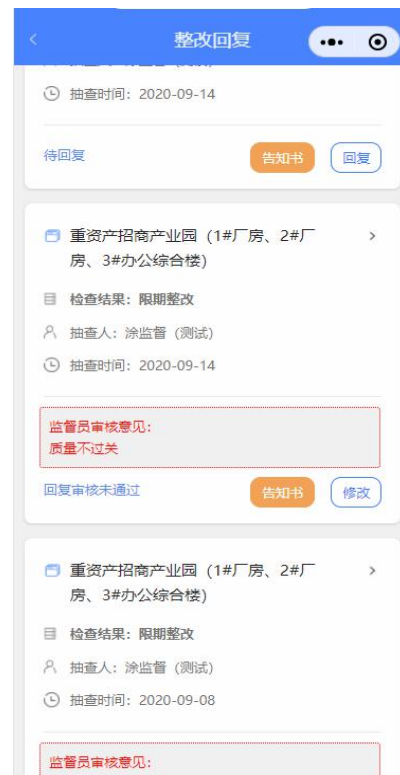 整改回复
抽查时间：2020-09-14
待回复
告知书
回复
重资产招商产业园（1#厂房、2#厂
房、3#办公综合楼)
检查结果：限期整改
抽查人：涂监督（测试）
抽查时间：2020-09-14
监督员审核意见：
质量不过关
回复审核未通过
告知书
修改
重资产招商产业园（1#厂房、2#厂
房、3#办公综合楼)
检查结果：限期整改
抽查人：涂监督（测试）
抽查时间：2020-09-08
监督员审核意见：